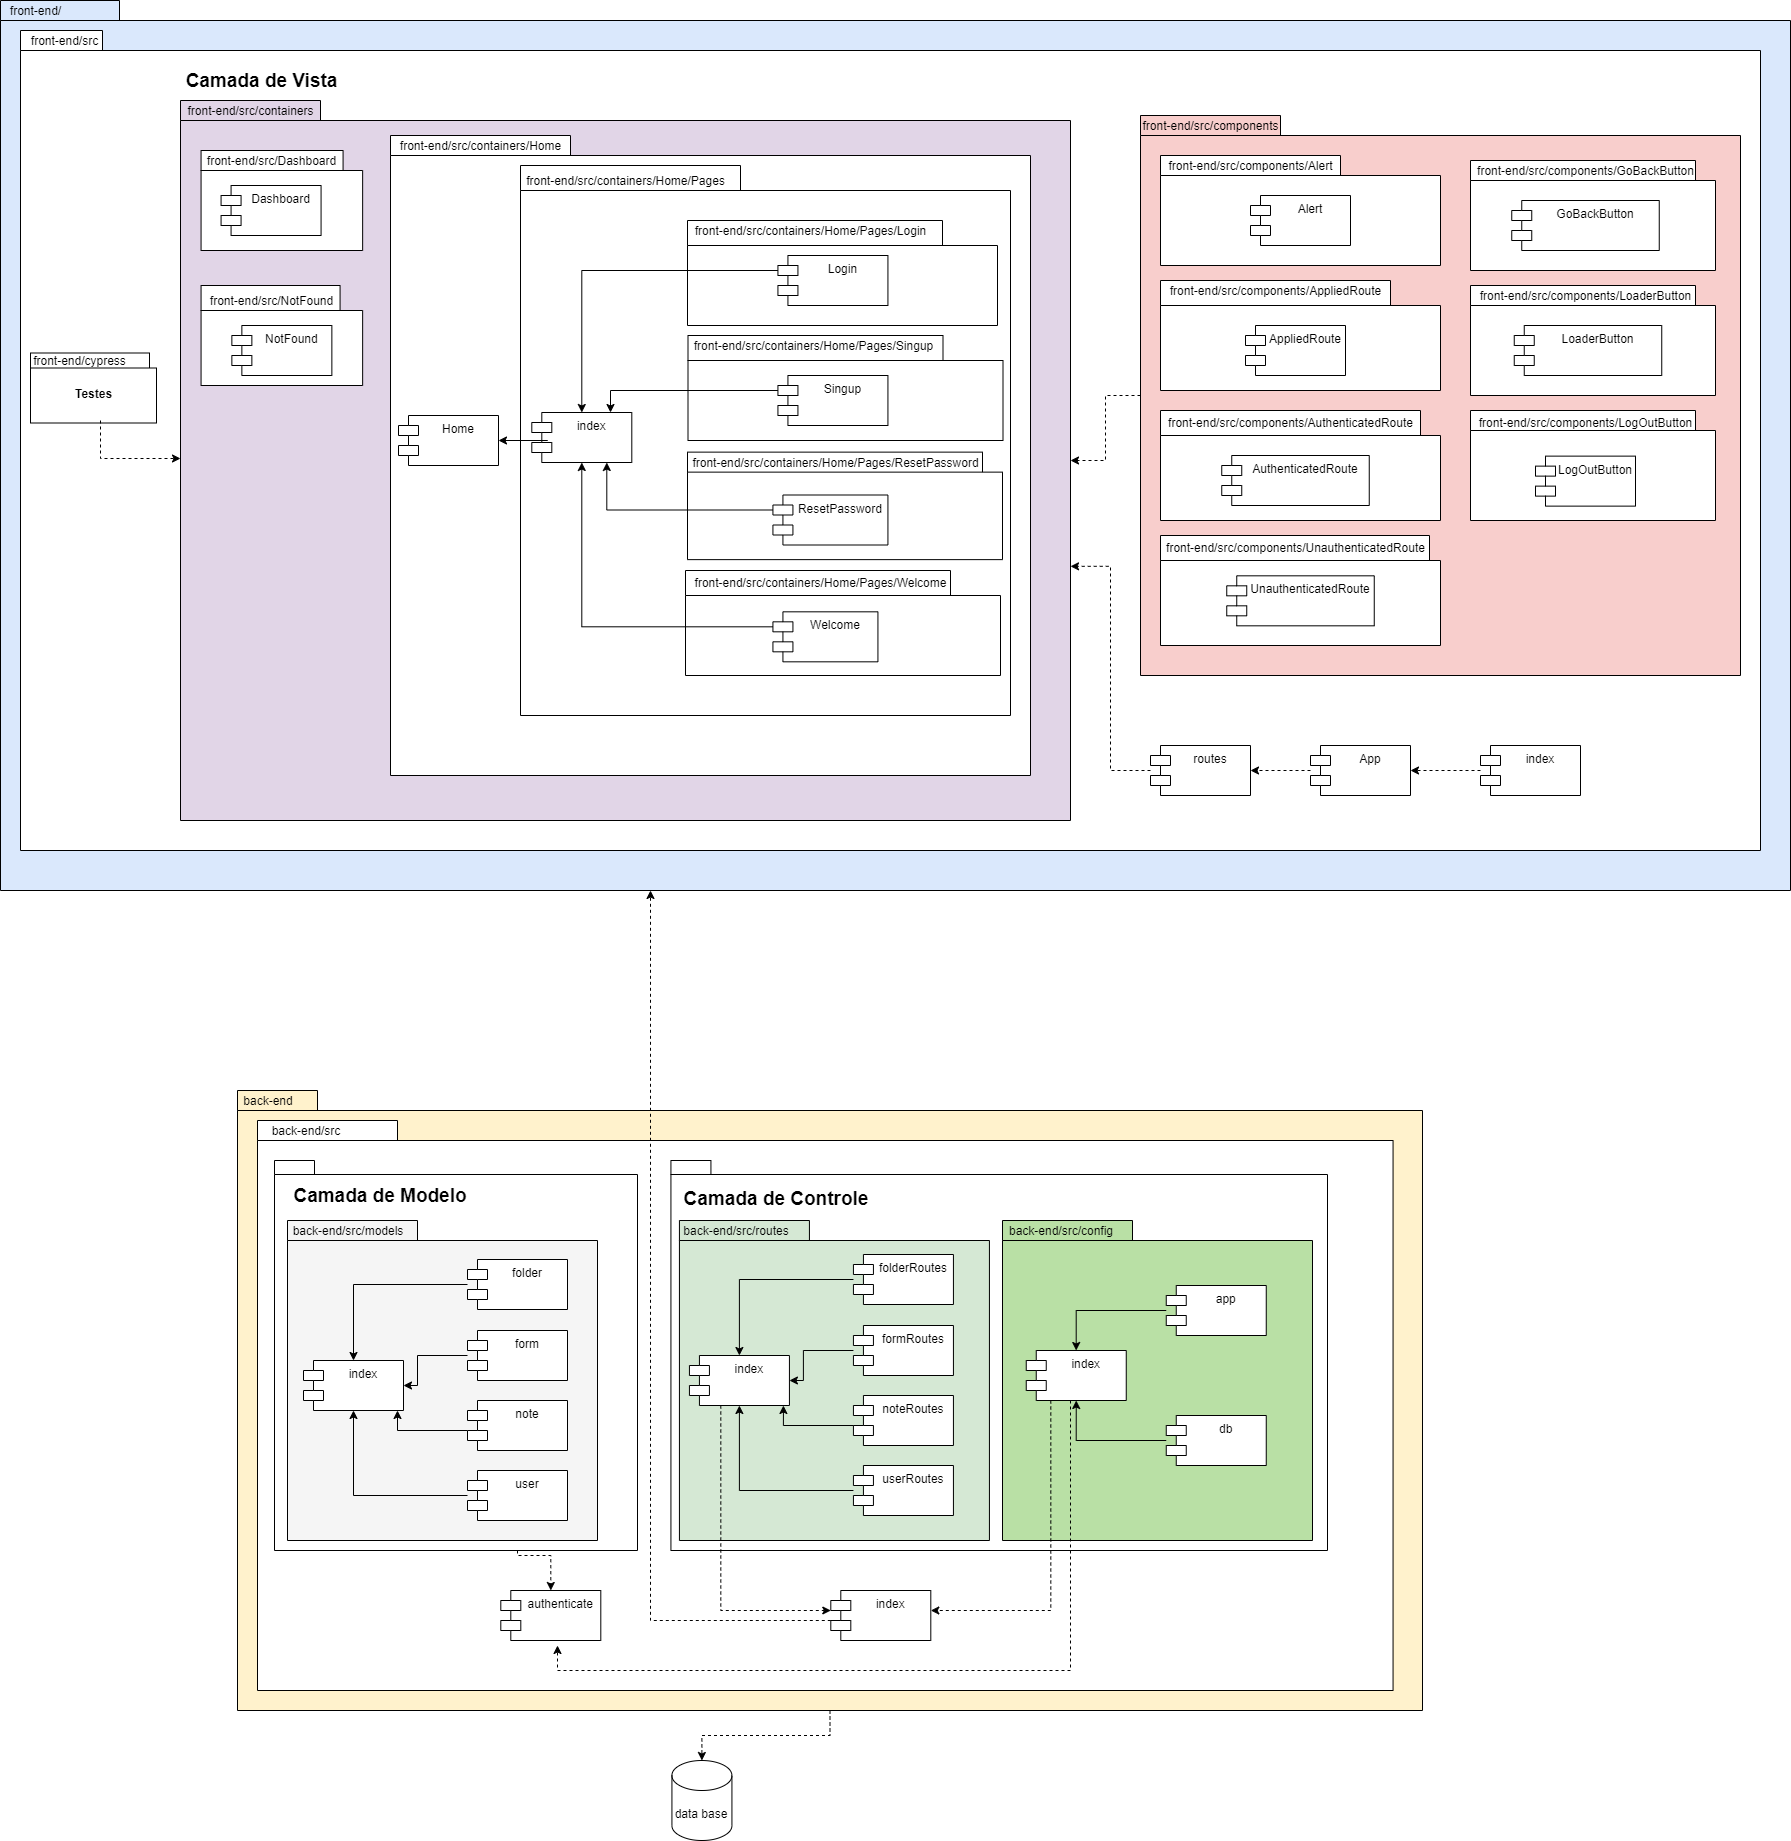 front-end/
front-end/src
Camada de Vista
front-end/src/containers
front-end/src/Dashboard
Dashboard
front-end/src/NotFound
NotFound
front-end/cypress
Testes
front-end/src/containers/Home
Home
front-end/src/containers/Home/Pages
index
front-end/src/containers/Home/Pages/Login
Login
front-end/src/containers/Home/Pages/Singup
Singup
front-end/src/containers/Home/Pages/ResetPassword
ResetPassword
front-end/src/containers/Home/Pages/Welcome
Welcome
front-end/src/components
front-end/src/components/Alert
Alert
front-end/src/components/GoBackButton
GoBackButton
front-end/src/components/AppliedRoute
AppliedRoute
front-end/src/components/LoaderButton
LoaderButton
front-end/src/components/AuthenticatedRoute
AuthenticatedRoute
front-end/src/components/LogOutButton
LogOutButton
front-end/src/components/UnauthenticatedRoute
UnauthenticatedRoute
routes
App
index
back-end
back-end/src
Camada de Modelo
back-end/src/models
folder
form
index
note
user
Camada de Controle
back-end/src/routes
folderRoutes
formRoutes
index
noteRoutes
userRoutes
back-end/src/config
app
index
db
authenticate
index
data base